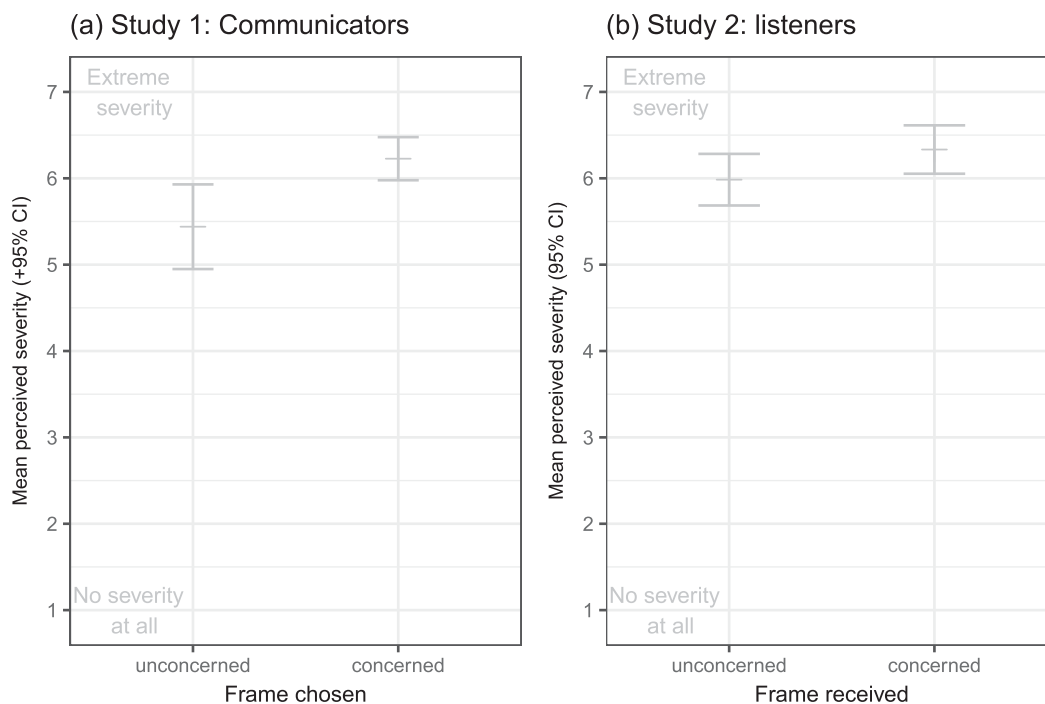 (a) Study 1: Communicators
Extreme
severity
7
6
5
4
3
2
1
No severity
at all
Mean perceived severity (+95% CI)
unconcerned
concerned
Frame chosen
(b) Study 2: listeners
Extreme
severity
7
6
5
4
3
2
1
No severity
at all
Mean perceived severity (95% CI)
unconcerned
concerned
Frame received